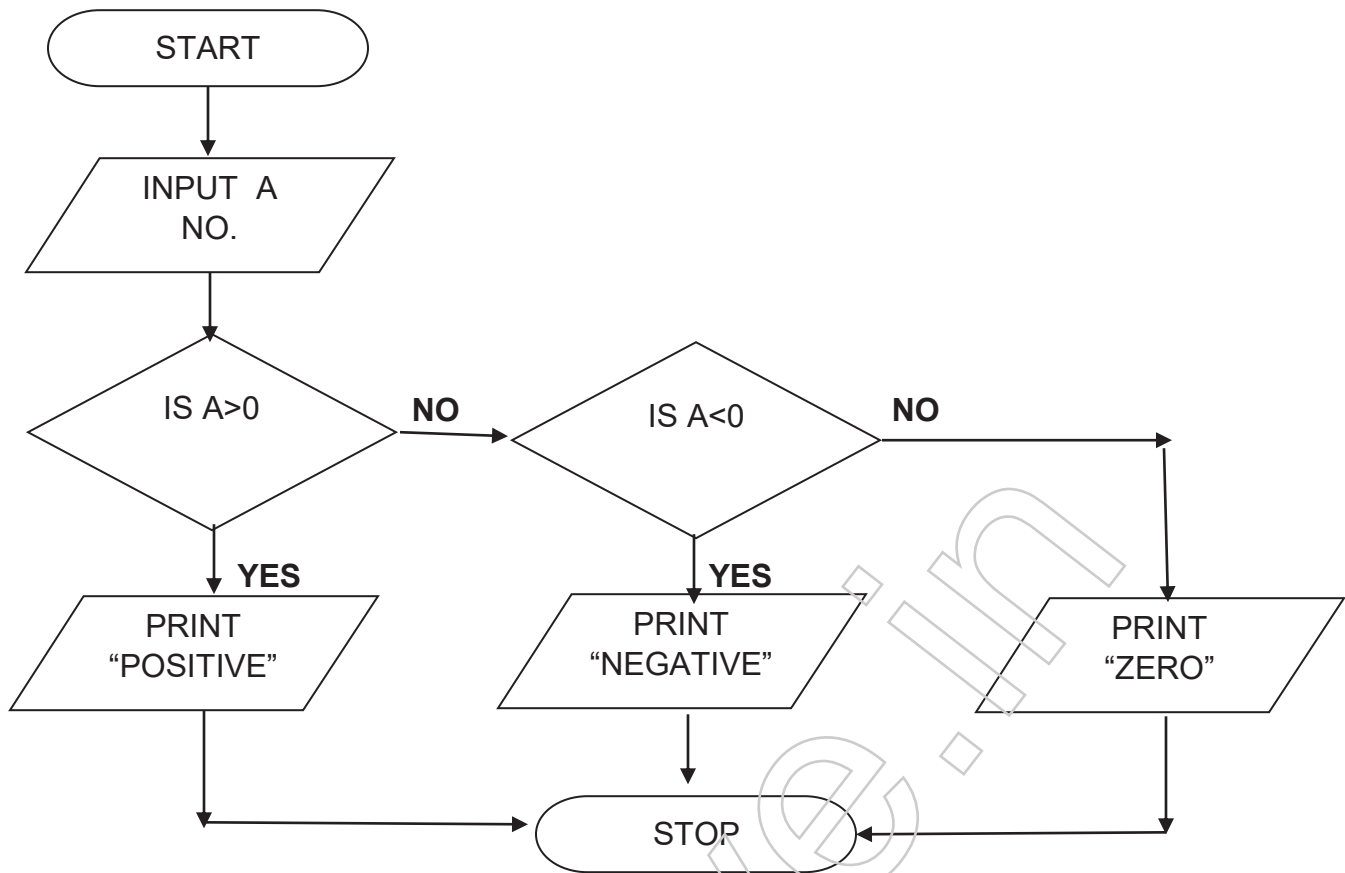 START
INPUT A
NO.
IS A>0
NO
IS A<0
NO
YES
YES
PRINT
“POSITIVE”
PRINT
“NEGATIVE”
PRINT
“ZERO”
STOP